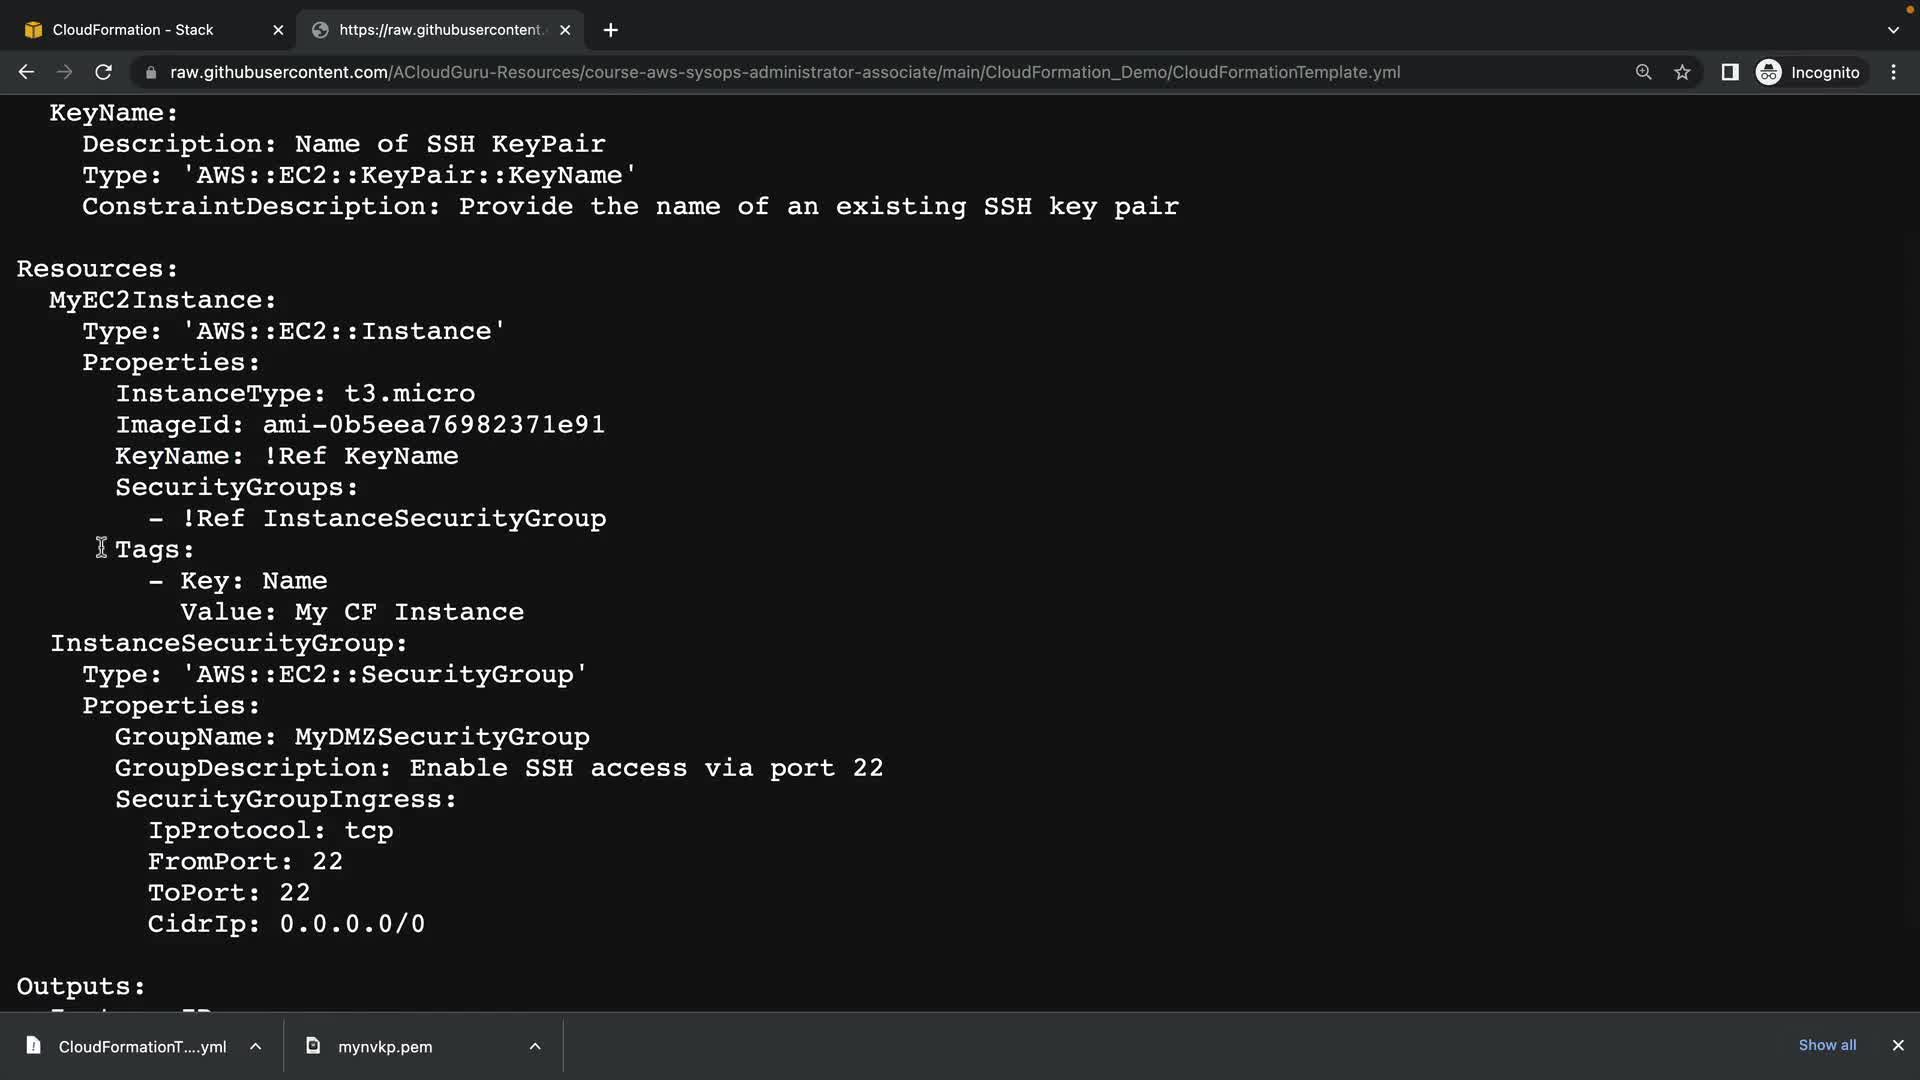 CloudFormation - Stack
https://raw.githubusercontent.
raw.githubusercontent.com/ACloudGuru-Resources/course-aws-sysops-administrator-associate/main/CloudFormation_Demo/CloudFormationTemplate.yml
Incognito
KeyName:
Description: Name of SSH KeyPair
Type: 'AWS::EC2::KeyPair::KeyName'
ConstraintDescription: Provide the name of an existing SSH key pair
Resources:
MyEC2Instance:
Type: 'AWS::EC2::Instance'
Properties:
InstanceType: t3.micro
ImageId: ami-0b5eea76982371e91
KeyName: !Ref KeyName
SecurityGroups:
- !Ref InstanceSecurityGroup
Tags:
- Key: Name
Value: My CF Instance
InstanceSecurityGroup:
Type: 'AWS::EC2::SecurityGroup'
Properties:
GroupName: MyDMZSecurityGroup
GroupDescription: Enable SSH access via port 22
SecurityGroupIngress:
IpProtocol: tcp
FromPort: 22
ToPort: 22
CidrIp: 0.0.0.0/0
Outputs:
CloudFormationT....yml
mynvkp.pem
Show all